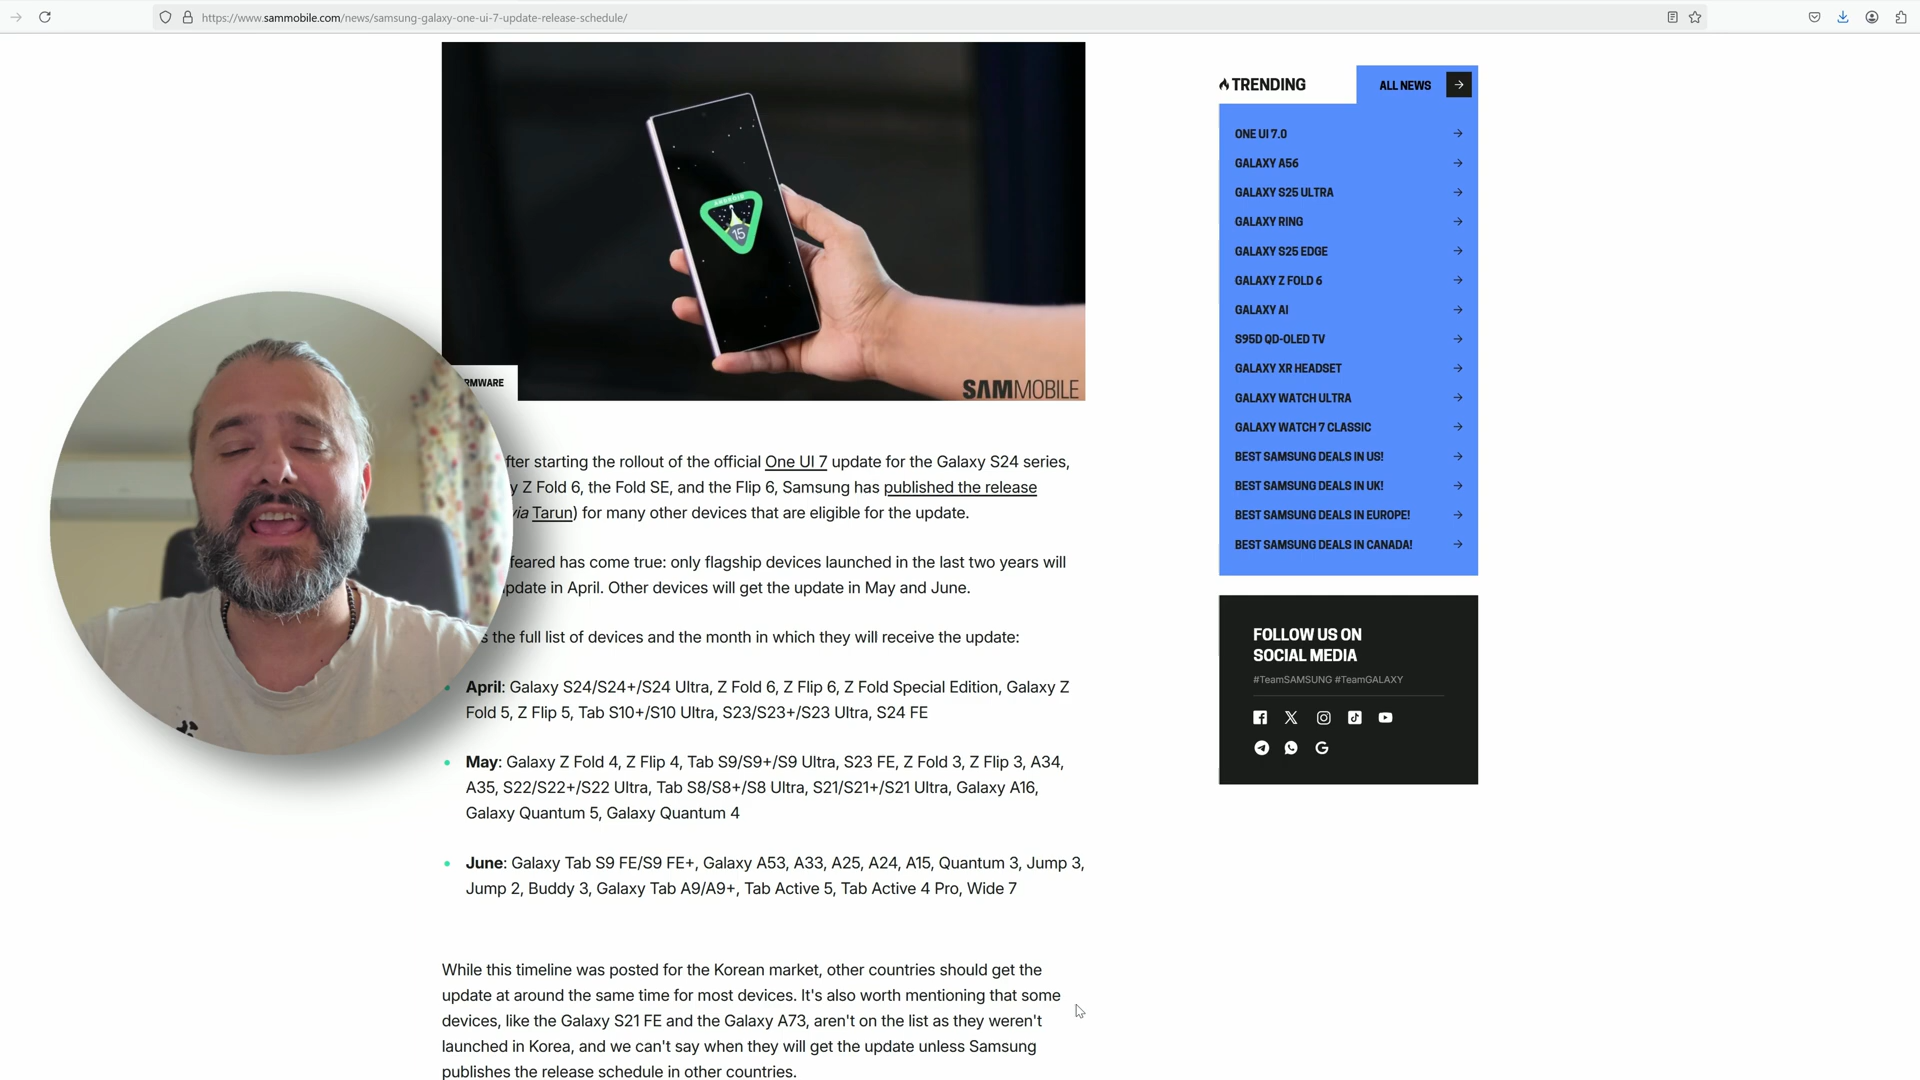 https://www.sammobile.com/news/samsung-galaxy-one-ui-7-update-release-schedule/
ANDROID
15
RMWARE
SAMMOBILE
fter starting the rollout of the official One UI 7 update for the Galaxy S24 series,
y Z Fold 6, the Fold SE, and the Flip 6, Samsung has published the release
via Tarun) for many other devices that are eligible for the update.
feared has come true: only flagship devices launched in the last two years will
pdate in April. Other devices will get the update in May and June.
s the full list of devices and the month in which they will receive the update:
April: Galaxy S24/S24+/S24 Ultra, Z Fold 6, Z Flip 6, Z Fold Special Edition, Galaxy Z
Fold 5, Z Flip 5, Tab S10+/S10 Ultra, S23/S23+/S23 Ultra, S24 FE
May: Galaxy Z Fold 4, Z Flip 4, Tab S9/S9+/S9 Ultra, S23 FE, Z Fold 3, Z Flip 3, A34,
A35, S22/S22+/S22 Ultra, Tab S8/S8+/S8 Ultra, S21/S21+/S21 Ultra, Galaxy A16,
Galaxy Quantum 5, Galaxy Quantum 4
June: Galaxy Tab S9 FE/S9 FE+, Galaxy A53, A33, A25, A24, A15, Quantum 3, Jump 3,
Jump 2, Buddy 3, Galaxy Tab A9/A9+, Tab Active 5, Tab Active 4 Pro, Wide 7
While this timeline was posted for the Korean market, other countries should get the
update at around the same time for most devices. It's also worth mentioning that some
devices, like the Galaxy S21 FE and the Galaxy A73, aren't on the list as they weren't
launched in Korea, and we can't say when they will get the update unless Samsung
publishes the release schedule in other countries.
TRENDING
ALL NEWS
ONE UI 7.0
GALAXY A56
GALAXY S25 ULTRA
GALAXY RING
GALAXY S25 EDGE
GALAXY Z FOLD 6
GALAXY AI
S95D QD-OLED TV
GALAXY XR HEADSET
GALAXY WATCH ULTRA
GALAXY WATCH 7 CLASSIC
BEST SAMSUNG DEALS IN US!
BEST SAMSUNG DEALS IN UK!
BEST SAMSUNG DEALS IN EUROPE!
BEST SAMSUNG DEALS IN CANADA!
FOLLOW US ON
SOCIAL MEDIA
#TeamSAMSUNG #TeamGALAXY